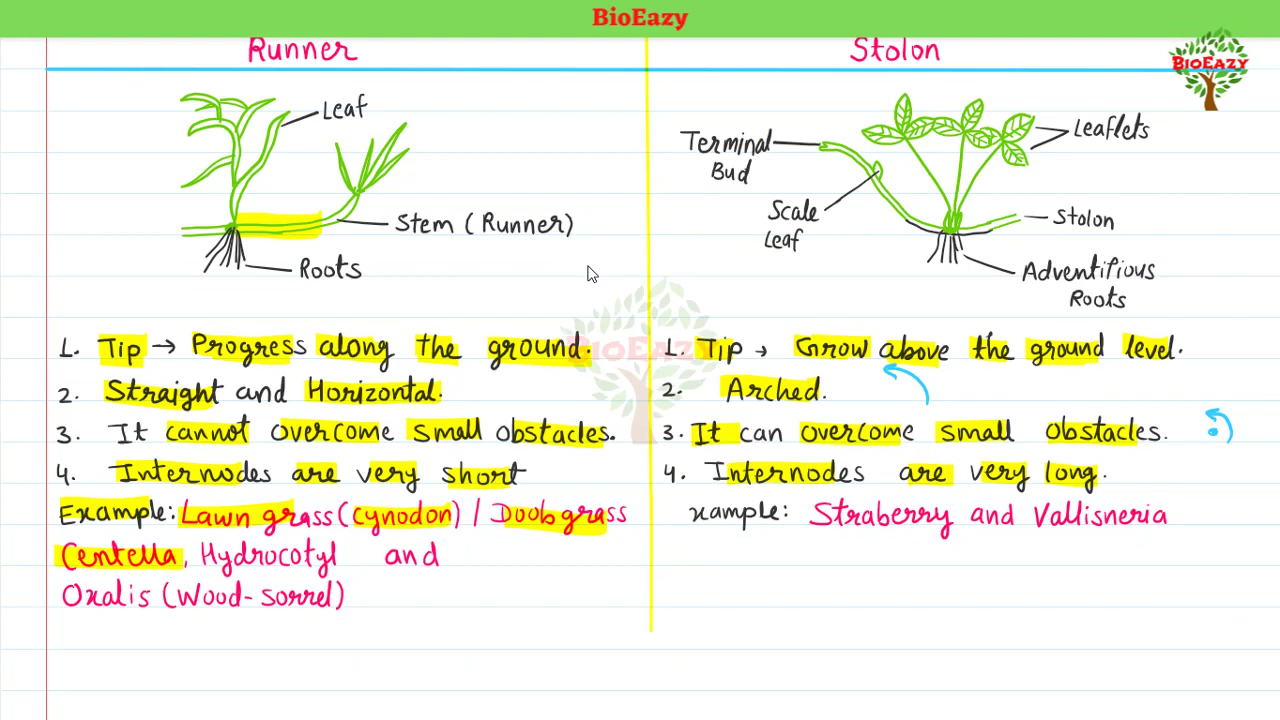 BioEazy
Runner
Stolon
BioEazy
Leaf
Stem (Runner)
Roots
Terminal
Bud
Scale
Leaf
Leaflets
Stolon
Adventifious
Roots
BioEazy
1. Tip → Progress along the ground.
2. Straight and Horizontal.
3. It cannot overcome small obstacles.
4. Internodes are very short
Example: Lawn grass (cynodon) / Doob grass
Centella, Hydrocotyl and
Oxalis (Wood-sorrel)
1. Tip → Grow above the ground level.
2. Arched.
3. It can overcome small obstacles.
4. Internodes are very long.
xample: Straberry and Vallisneria